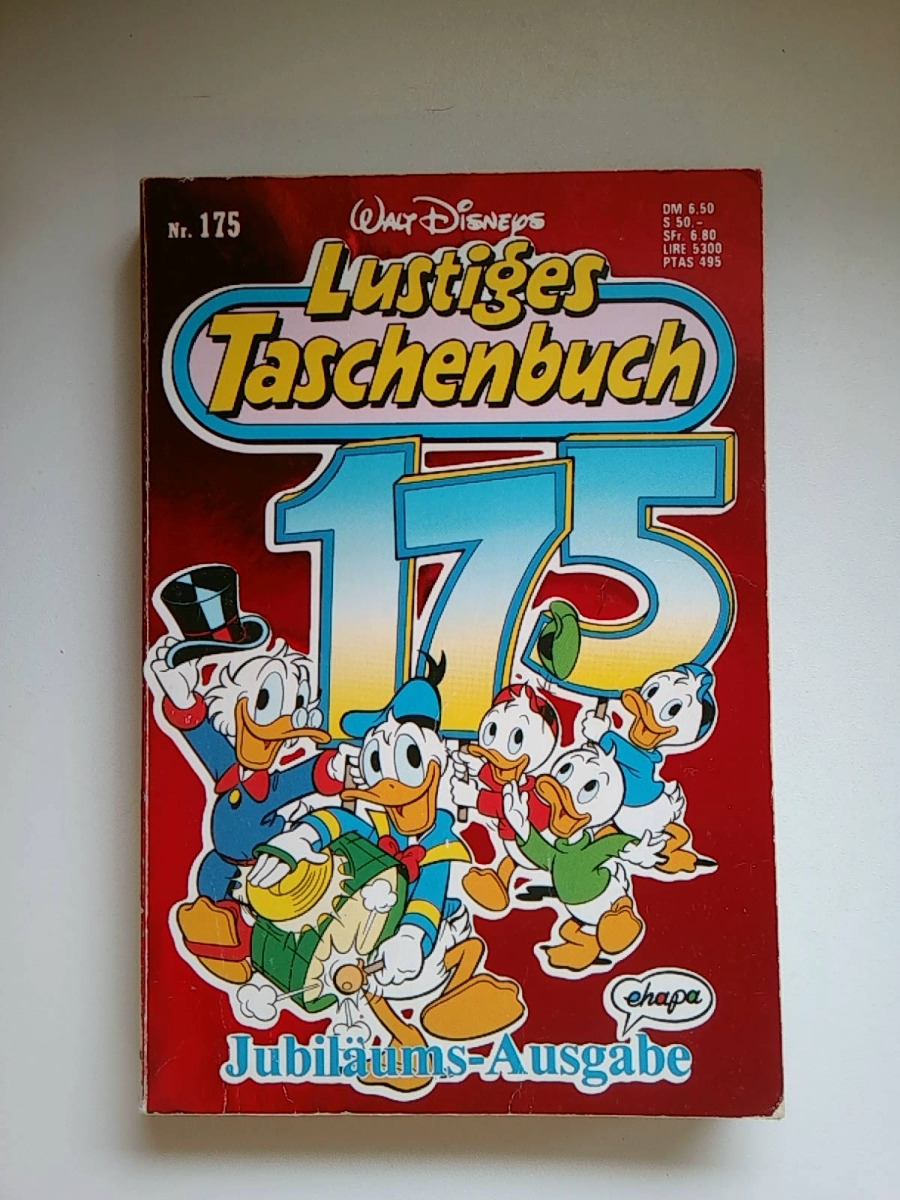 Nr. 175
WALT DISNEYS
DM 6,50
S 50,-
SFr. 6.80
LIRE 5300
PTAS 495
Lustiges
Taschenbuch
175
ehapa
Jubiläums-Ausgabe